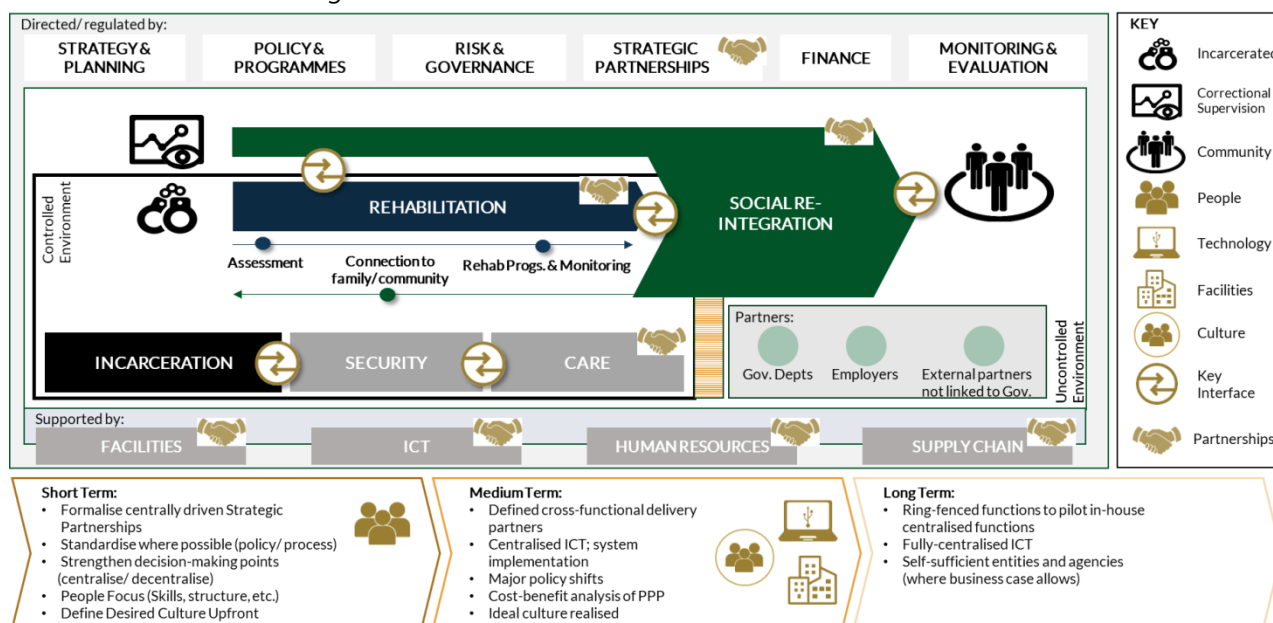 Directed/ regulated by:
STRATEGY &
PLANNING
POLICY &
PROGRAMMES
RISK &
GOVERNANCE
STRATEGIC
PARTNERSHIPS
FINANCE
MONITORING &
EVALUATION
Controlled
Environment
REHABILITATION
Assessment
Connection to
family/community
Rehab Progs. & Monitoring
SOCIAL RE-
INTEGRATION
INCARCERATION
SECURITY
CARE
Partners:
Gov. Depts
Employers
External partners
not linked to Gov.
Uncontrolled
Environment
Supported by:
FACILITIES
ICT
HUMAN RESOURCES
SUPPLY CHAIN
KEY
Incarcerated
Correctional
Supervision
Community
People
Technology
Facilities
Culture
Key
Interface
Partnerships
Short Term:
• Formalise centrally driven Strategic
Partnerships
• Standardise where possible (policy/ process)
• Strengthen decision-making points
(centralise/ decentralise)
• People Focus (Skills, structure, etc.)
• Define Desired Culture Upfront
Medium Term:
• Defined cross-functional delivery
partners
• Centralised ICT; system
implementation
• Major policy shifts
• Cost-benefit analysis of PPP
• Ideal culture realised
Long Term:
• Ring-fenced functions to pilot in-house
centralised functions
• Fully-centralised ICT
• Self-sufficient entities and agencies
(where business case allows)